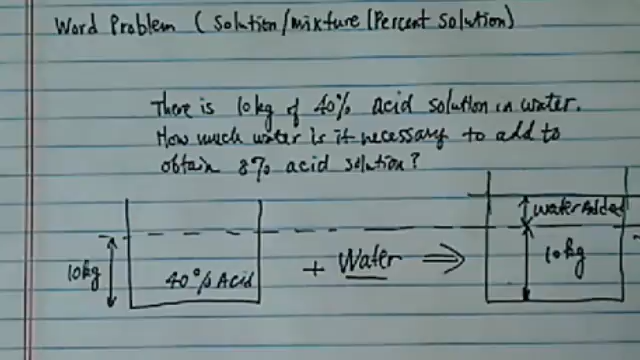 Word Problem (Solution/mixture/Percent Solution)
There is 10kg of 40% acid solution in water.
How much water is it necessary to add to
obtain 8% acid solution?
Water Added
10kg
40% Acid
+ Water ⇒
10kg